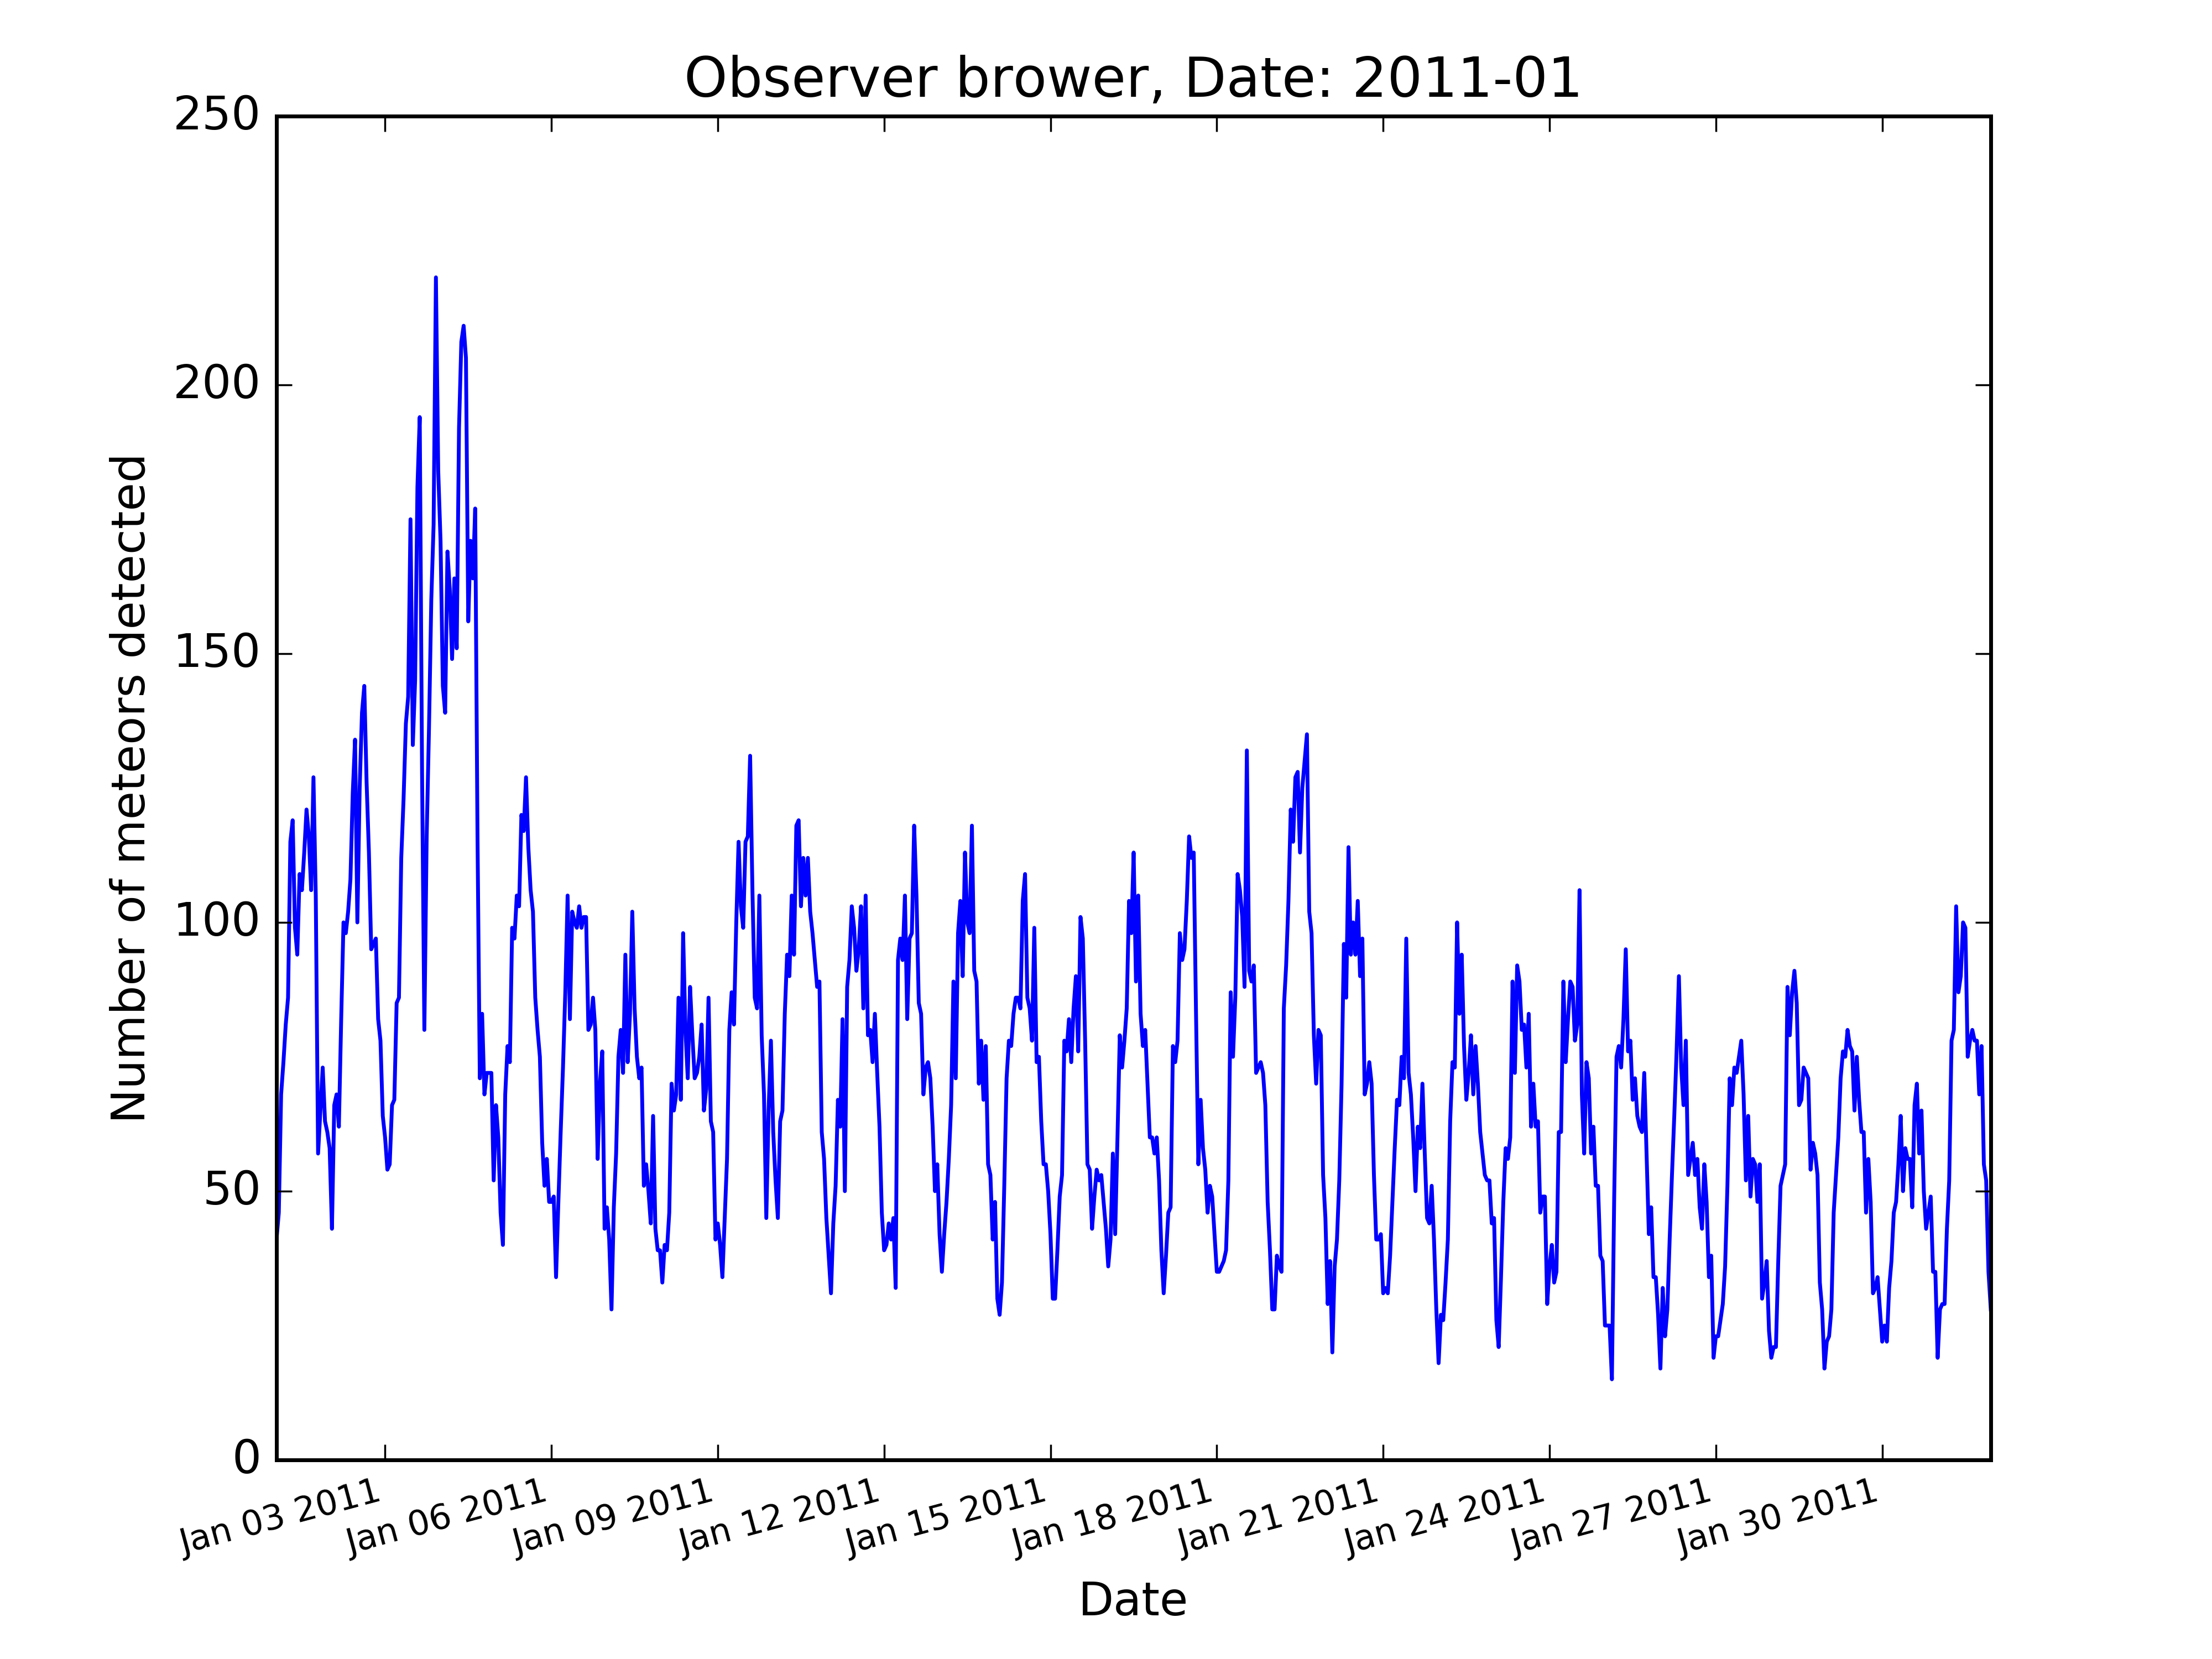 Observer brower, Date: 2011-01
250
200
150
100
50
0
Number of meteors detected
Jan 03 2011
Jan 06 2011
Jan 09 2011
Jan 12 2011
Jan 15 2011
Jan 18 2011
Jan 21 2011
Jan 24 2011
Jan 27 2011
Jan 30 2011
Date